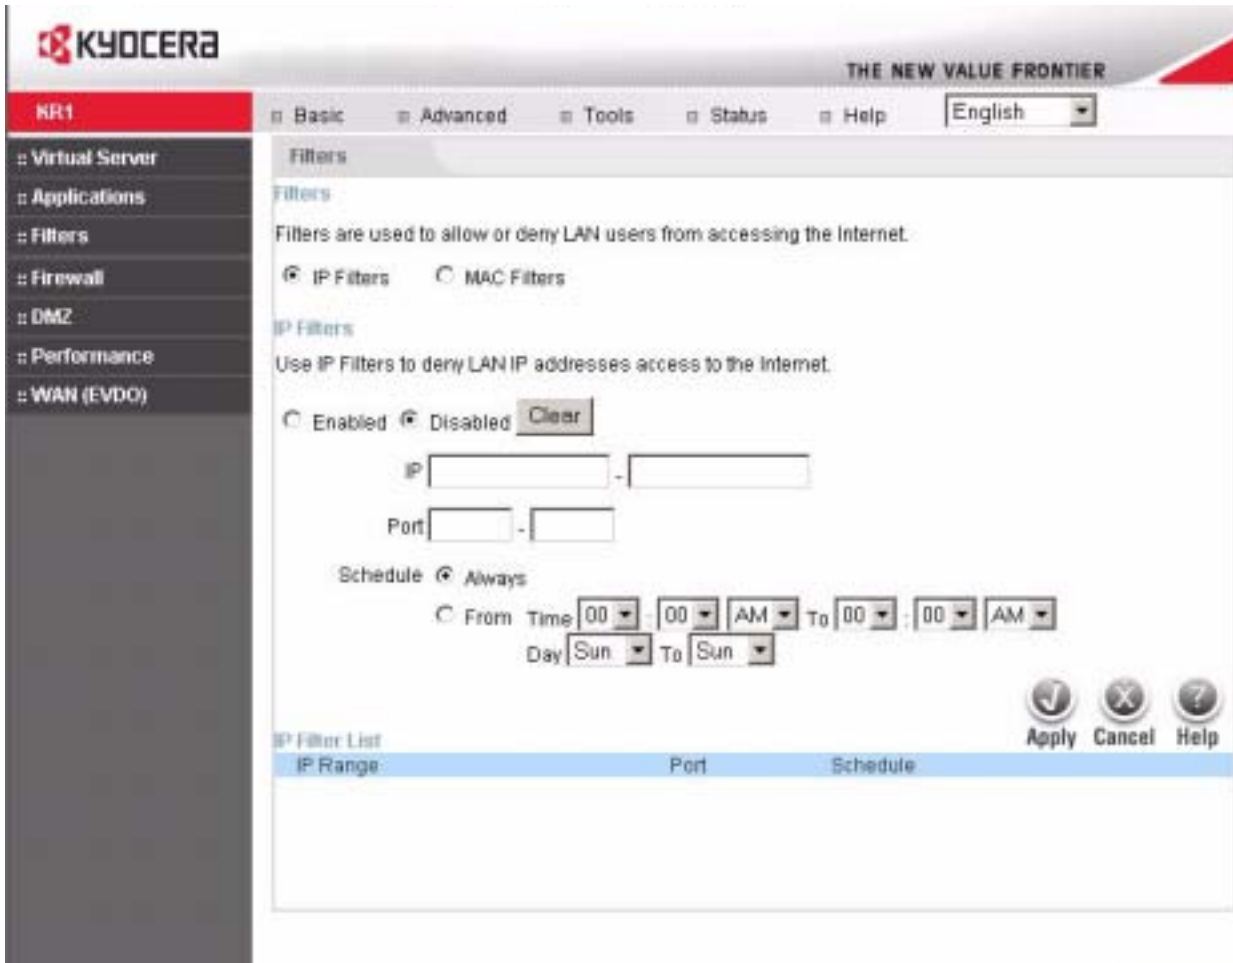 KYOCERA
THE NEW VALUE FRONTIER
KR1
Basic Advanced Tools Status Help English
:: Virtual Server
:: Applications
:: Filters
:: Firewall
:: DMZ
:: Performance
:: WAN (EVDO)
Filters
Filters
Filters are used to allow or deny LAN users from accessing the Internet.
IP Filters MAC Filters
IP Filters
Use IP Filters to deny LAN IP addresses access to the Internet.
Enabled Disabled Clear
IP -
Port -
Schedule Always
From Time 00 : 00 AM To 00 : 00 AM
Day Sun To Sun
Apply Cancel Help
IP Filter List
IP Range Port Schedule